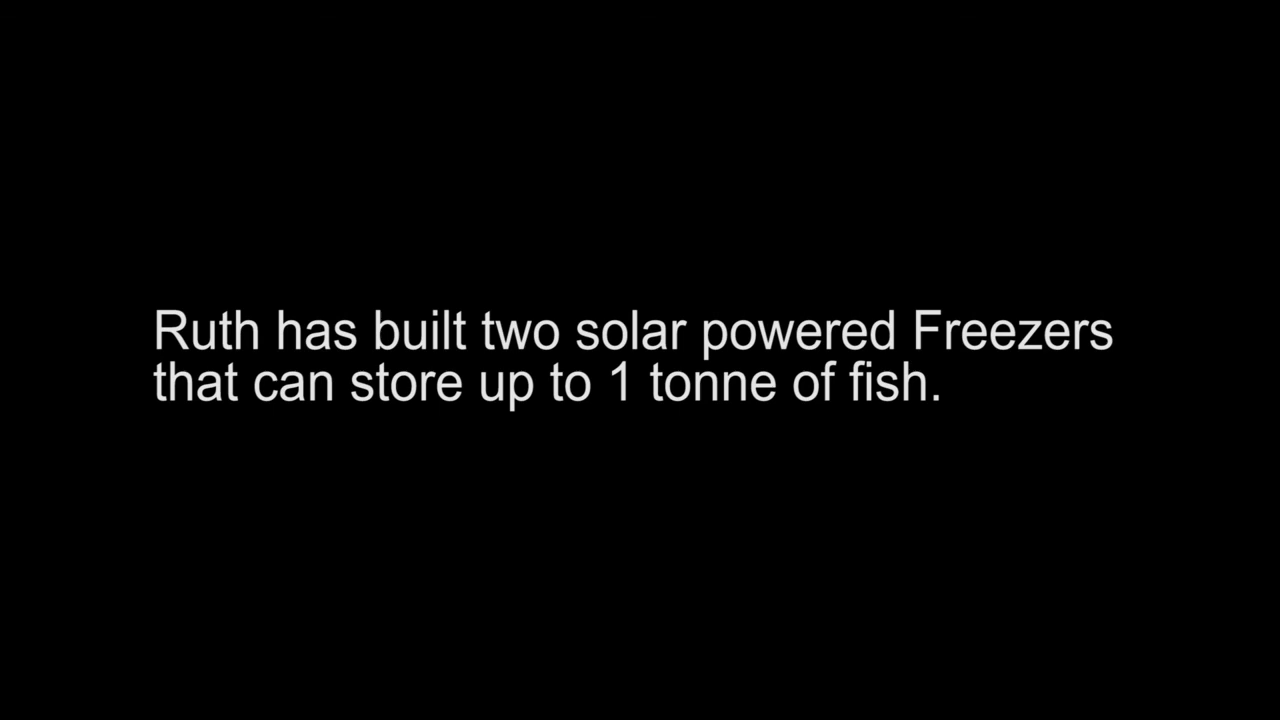 Ruth has built two solar powered Freezers
that can store up to 1 tonne of fish.